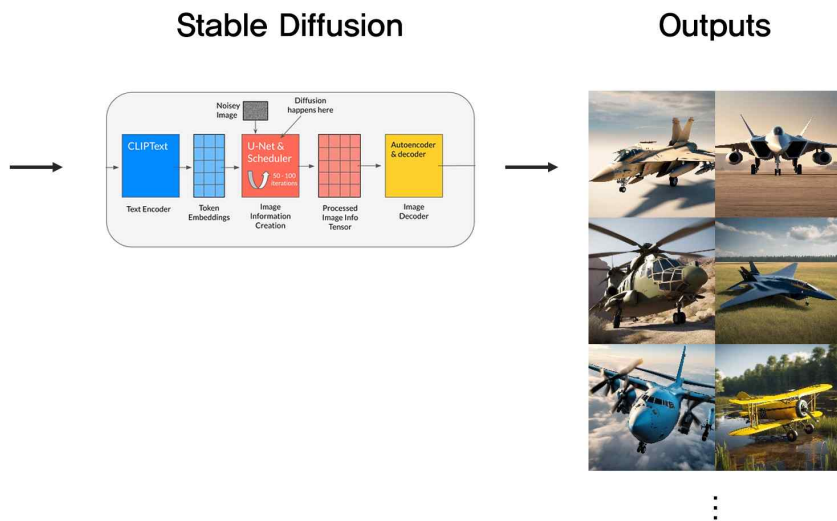 Stable Diffusion
Outputs
Noisey
Image
Diffusion
happens here
CLIPText
U-Net &
Scheduler
50 - 100
iterations
Autoencoder
& decoder
Text Encoder
Token
Embeddings
Image
Information
Creation
Processed
Image Info
Tensor
Image
Decoder